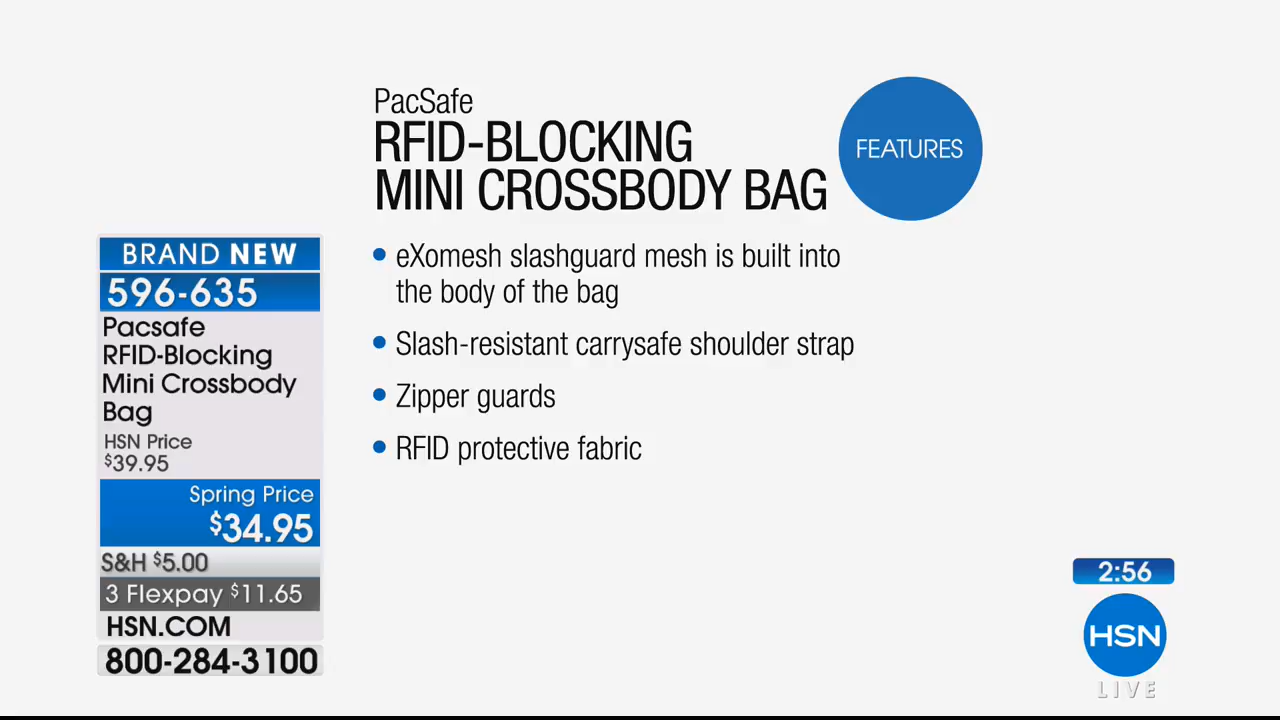 PacSafe
RFID-BLOCKING
MINI CROSSBODY BAG
FEATURES
• eXomesh slashguard mesh is built into
the body of the bag
• Slash-resistant carrysafe shoulder strap
• Zipper guards
• RFID protective fabric
BRAND NEW
596-635
Pacsafe
RFID-Blocking
Mini Crossbody
Bag
HSN Price
$39.95
Spring Price
$34.95
S&H $5.00
3 Flexpay $11.65
HSN.COM
800-284-3100
2:56
HSN
LIVE